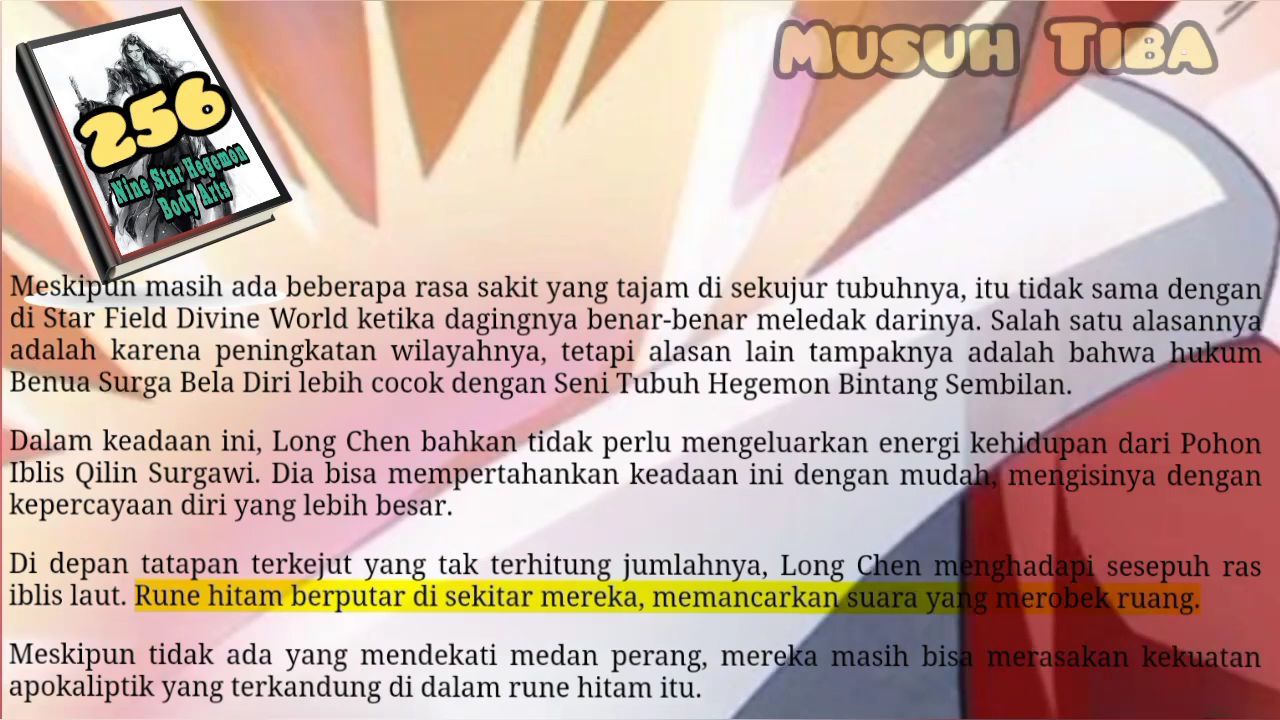 Musuh Tiba
256
Nine Star Hegemon
Body Arts
Meskipun masih ada beberapa rasa sakit yang tajam di sekujur tubuhnya, itu tidak sama dengan
di Star Field Divine World ketika dagingnya benar-benar meledak darinya. Salah satu alasannya
adalah karena peningkatan wilayahnya, tetapi alasan lain tampaknya adalah bahwa hukum
Benua Surga Bela Diri lebih cocok dengan Seni Tubuh Hegemon Bintang Sembilan.
Dalam keadaan ini, Long Chen bahkan tidak perlu mengeluarkan energi kehidupan dari Pohon
Iblis Qilin Surgawi. Dia bisa mempertahankan keadaan ini dengan mudah, mengisinya dengan
kepercayaan diri yang lebih besar.
Di depan tatapan terkejut yang tak terhitung jumlahnya, Long Chen menghadapi sesepuh ras
iblis laut. Rune hitam berputar di sekitar mereka, memancarkan suara yang merobek ruang.
Meskipun tidak ada yang mendekati medan perang, mereka masih bisa merasakan kekuatan
apokaliptik yang terkandung di dalam rune hitam itu.